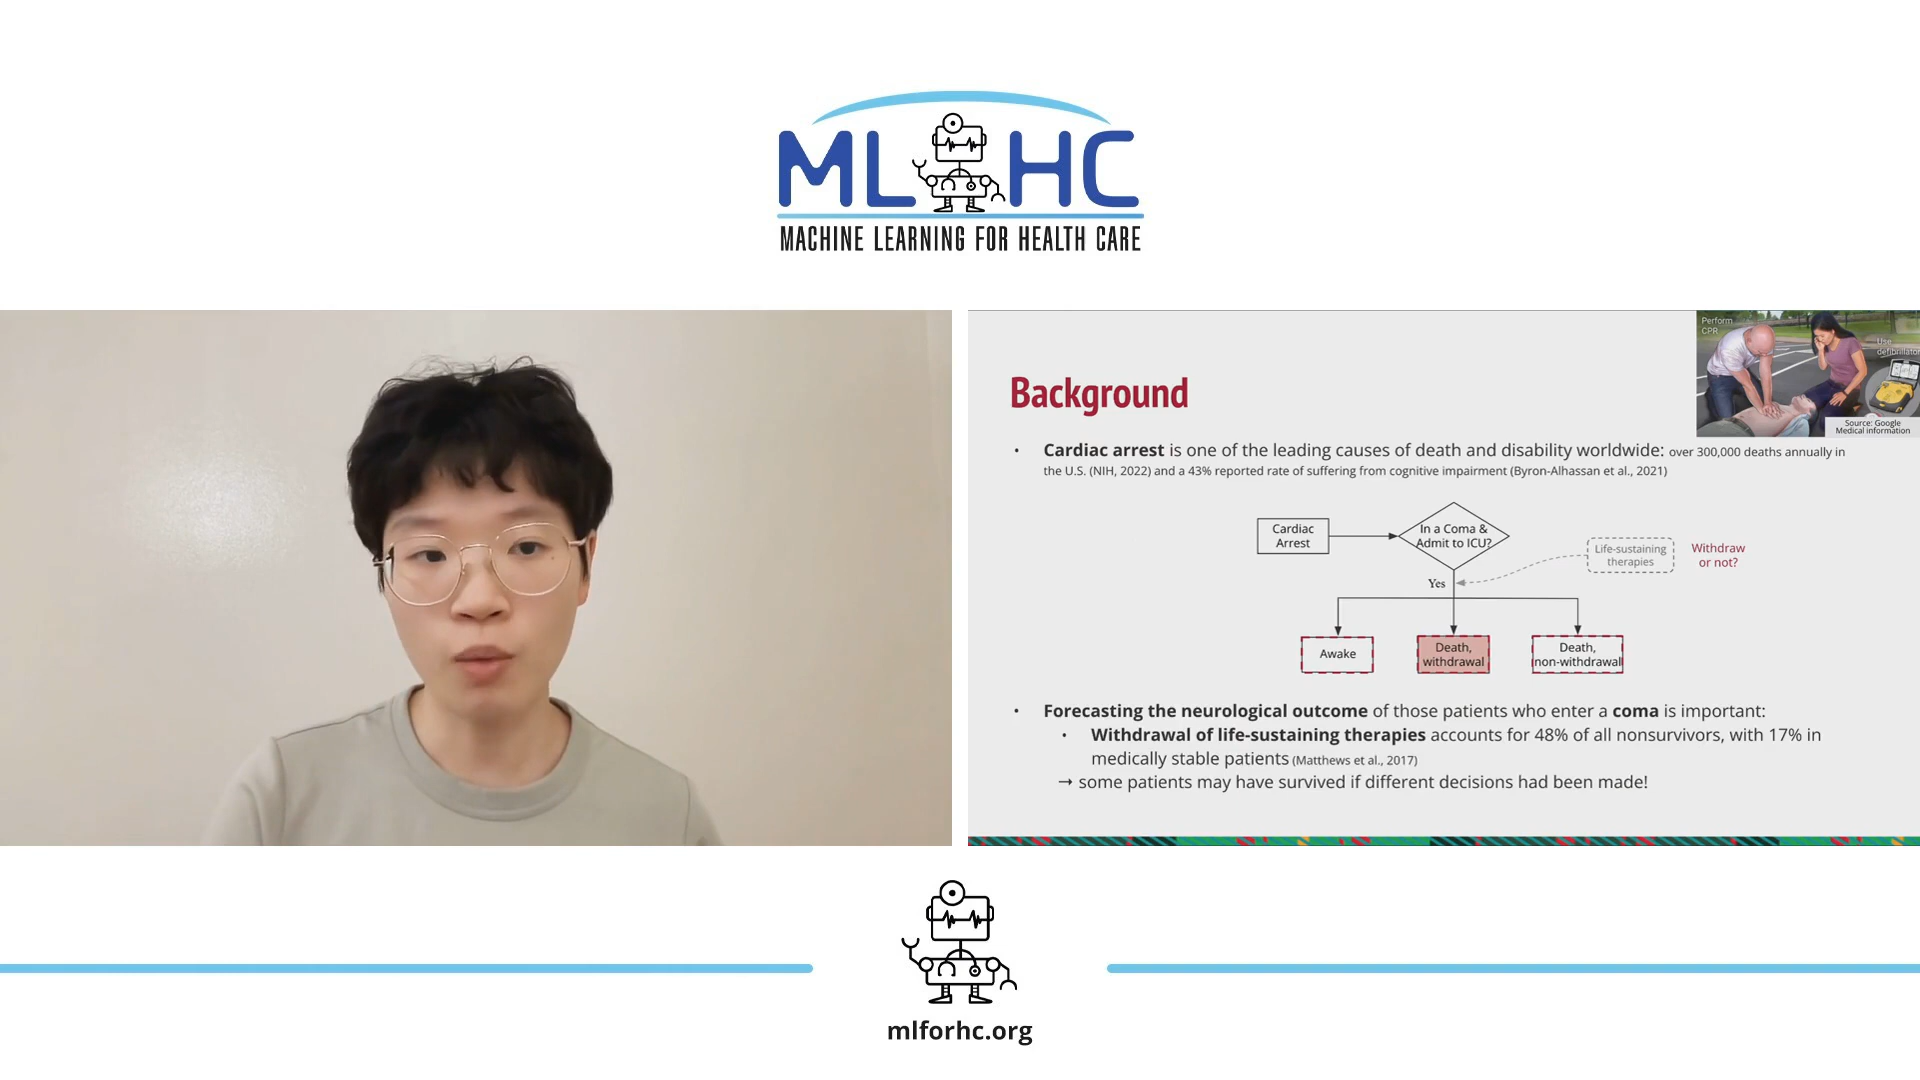 ML HC
MACHINE LEARNING FOR HEALTH CARE
Perform
CPR
Use
defibrillator
Source: Google
Medical information
Background
• Cardiac arrest is one of the leading causes of death and disability worldwide: over 300,000 deaths annually in
the U.S. (NIH, 2022) and a 43% reported rate of suffering from cognitive impairment (Byron-Alhassan et al., 2021)
Cardiac
Arrest
In a Coma &
Admit to ICU?
Life-sustaining
therapies
Withdraw
or not?
Yes
Awake
Death,
withdrawal
Death,
non-withdrawal
• Forecasting the neurological outcome of those patients who enter a coma is important:
• Withdrawal of life-sustaining therapies accounts for 48% of all nonsurvivors, with 17% in
medically stable patients (Matthews et al., 2017)
→ some patients may have survived if different decisions had been made!
mlforhc.org